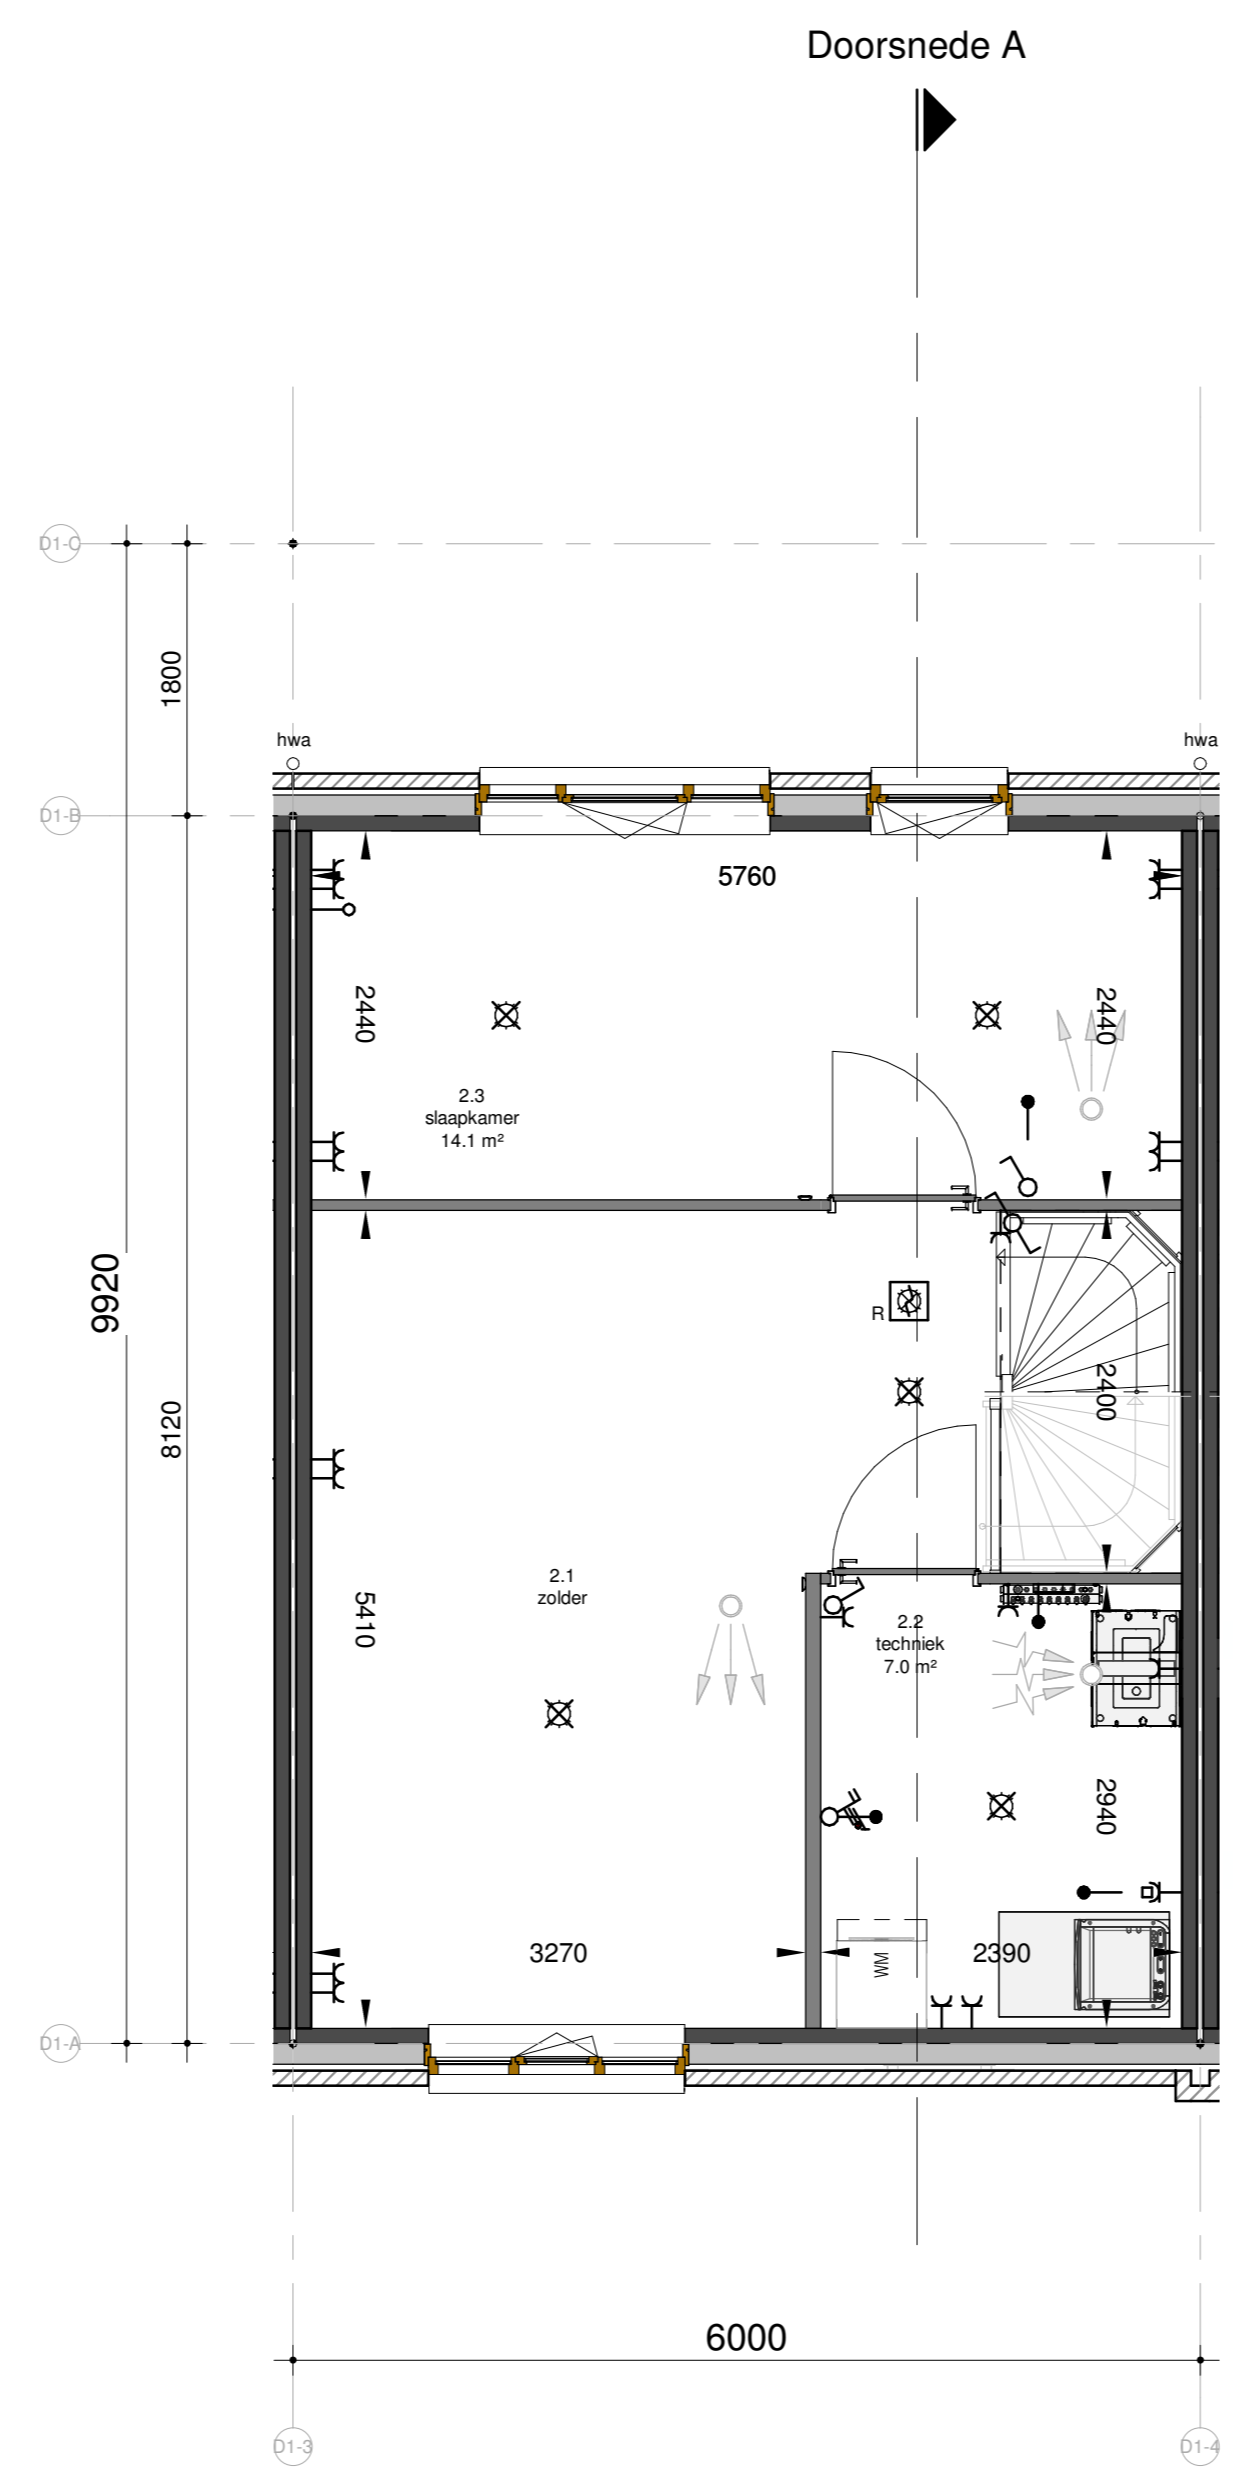 Doorsnede A
D1-C
1800
hwa
hwa
D1-B
5760
2440
2440
2.3
slaapkamer
14.1 m²
9920
R
2400
8120
2.1
zolder
5410
2.2
techniek
7.0 m²
2940
3270
WM
2390
D1-A
6000
D1-3
D1-4